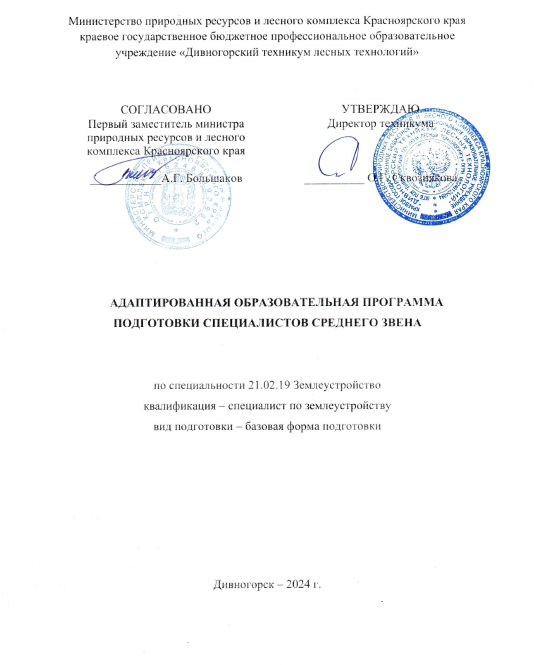 Министерство природных ресурсов и лесного комплекса Красноярского края
краевое государственное бюджетное профессиональное образовательное
учреждение «Дивногорский техникум лесных технологий»
СОГЛАСОВАНО
Первый заместитель министра
природных ресурсов и лесного
комплекса Красноярского края
А.Г. Большаков
УТВЕРЖДАЮ
Директор техникума
АДАПТИРОВАННАЯ ОБРАЗОВАТЕЛЬНАЯ ПРОГРАММА
ПОДГОТОВКИ СПЕЦИАЛИСТОВ СРЕДНЕГО ЗВЕНА
по специальности 21.02.19 Землеустройство
квалификация – специалист по землеустройству
вид подготовки – базовая форма подготовки
Дивногорск – 2024 г.